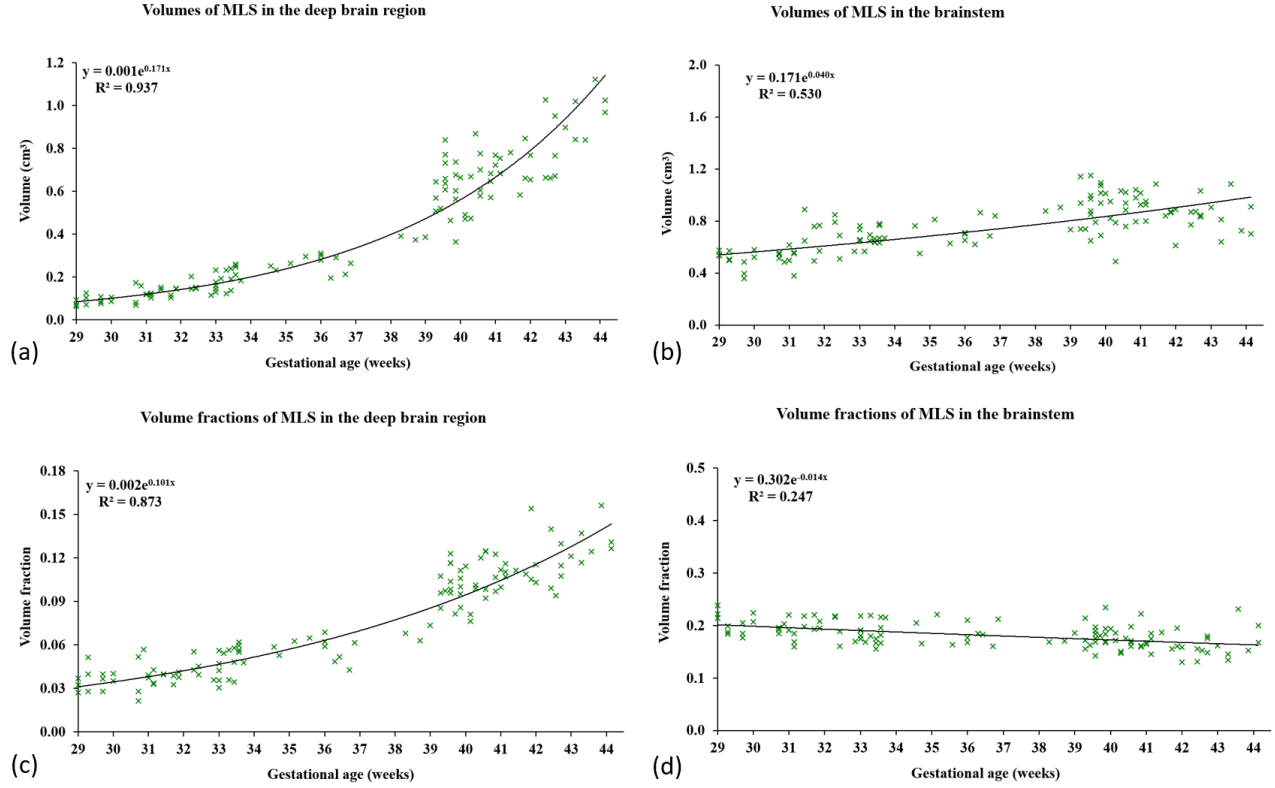 Volumes of MLS in the deep brain region
y = 0.001e^0.171x
R² = 0.937
1.2
1.0
0.8
0.6
0.4
0.2
0.0
Volume (cm³)
29 30 31 32 33 34 35 36 37 38 39 40 41 42 43 44
Gestational age (weeks)
(a)
Volumes of MLS in the brainstem
y = 0.171e^0.040x
R² = 0.530
2.0
1.6
1.2
0.8
0.4
0.0
Volume (cm³)
29 30 31 32 33 34 35 36 37 38 39 40 41 42 43 44
Gestational age (weeks)
(b)
Volume fractions of MLS in the deep brain region
y = 0.002e^0.101x
R² = 0.873
0.18
0.15
0.12
0.09
0.06
0.03
0.00
Volume fraction
29 30 31 32 33 34 35 36 37 38 39 40 41 42 43 44
Gestational age (weeks)
(c)
Volume fractions of MLS in the brainstem
y = 0.302e^-0.014x
R² = 0.247
0.5
0.4
0.3
0.2
0.1
0.0
Volume fraction
29 30 31 32 33 34 35 36 37 38 39 40 41 42 43 44
Gestational age (weeks)
(d)